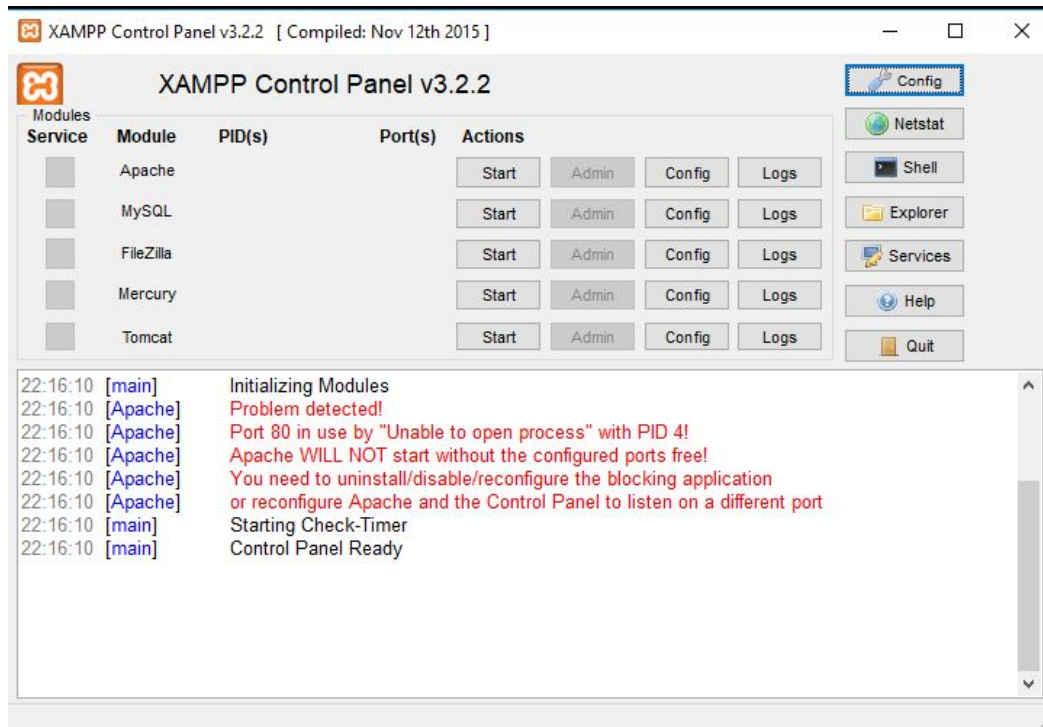 XAMPP Control Panel v3.2.2 [ Compiled: Nov 12th 2015 ]
XAMPP Control Panel v3.2.2
Config
Modules
Service Module PID(s) Port(s) Actions
Netstat
Apache Start Admin Config Logs
Shell
MySQL Start Admin Config Logs
Explorer
FileZilla Start Admin Config Logs
Services
Mercury Start Admin Config Logs
Help
Tomcat Start Admin Config Logs
Quit
22:16:10 [main] Initializing Modules
22:16:10 [Apache] Problem detected!
22:16:10 [Apache] Port 80 in use by "Unable to open process" with PID 4!
22:16:10 [Apache] Apache WILL NOT start without the configured ports free!
22:16:10 [Apache] You need to uninstall/disable/reconfigure the blocking application
22:16:10 [Apache] or reconfigure Apache and the Control Panel to listen on a different port
22:16:10 [main] Starting Check-Timer
22:16:10 [main] Control Panel Ready